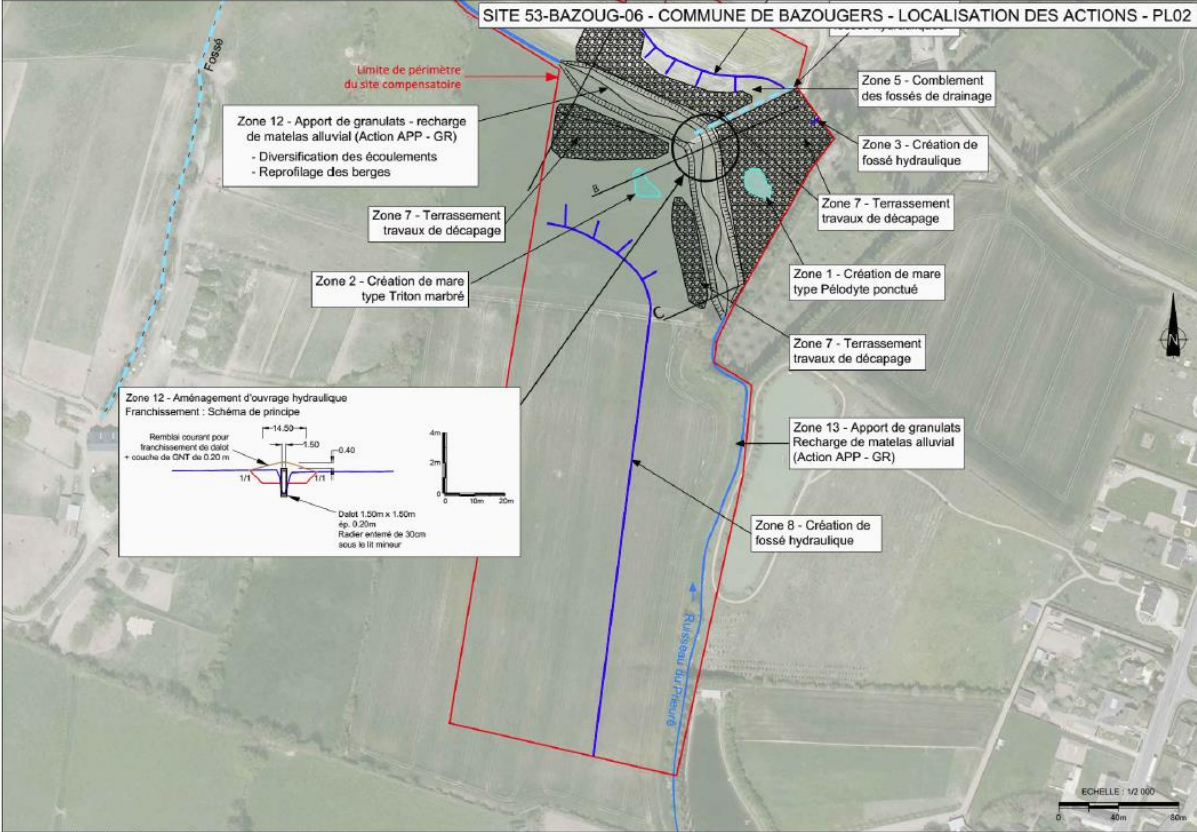 SITE 53-BAZOUG-06 - COMMUNE DE BAZOUGERS - LOCALISATION DES ACTIONS - PL02
Fossé
Limite de périmètre
du site compensatoire
Zone 5 - Comblement
des fossés de drainage
Zone 12 - Apport de granulats - recharge
de matelas alluvial (Action APP - GR)
- Diversification des écoulements
- Reprofilage des berges
Zone 3 - Création de
fossé hydraulique
B
Zone 7 - Terrassement
travaux de décapage
Zone 7 - Terrassement
travaux de décapage
Zone 2 - Création de mare
type Triton marbré
Zone 1 - Création de mare
type Pélodyte ponctué
C
N
Zone 7 - Terrassement
travaux de décapage
Zone 12 - Aménagement d'ouvrage hydraulique
Franchissement : Schéma de principe
14.50
1.50
0.40
Remblai courant pour
franchissement de dalot
+ couche de GNT de 0.20 m
1/1
1/1
4m
2m
0
0
10m
20m
Dalot 1.50m x 1.50m
ép. 0.20m
Radier enterré de 30cm
sous le lit mineur
Zone 13 - Apport de granulats
Recharge de matelas alluvial
(Action APP - GR)
Zone 8 - Création de
fossé hydraulique
Ruisseau du Prieuré
ECHELLE : 1/2 000
0
40m
80m